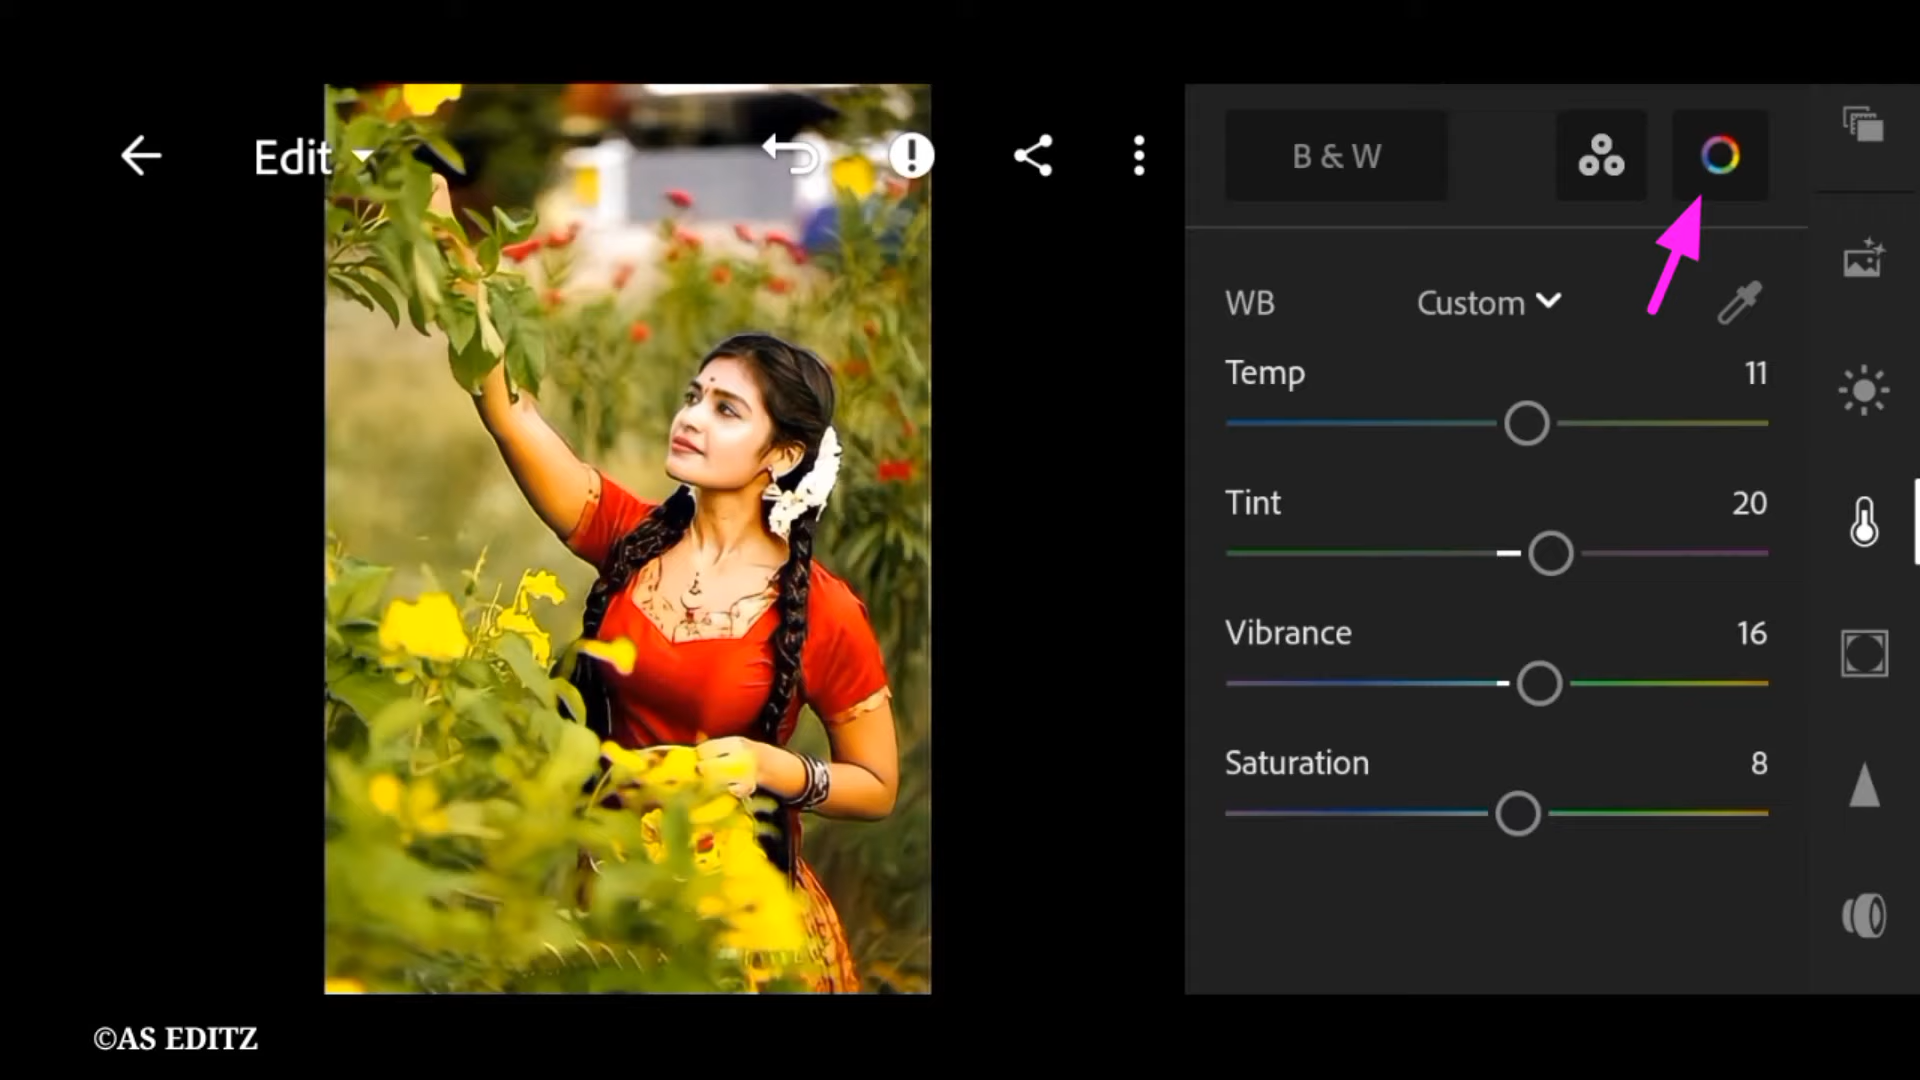 Edit
B & W
WB Custom
Temp 11
Tint 20
Vibrance 16
Saturation 8
©AS EDITZ